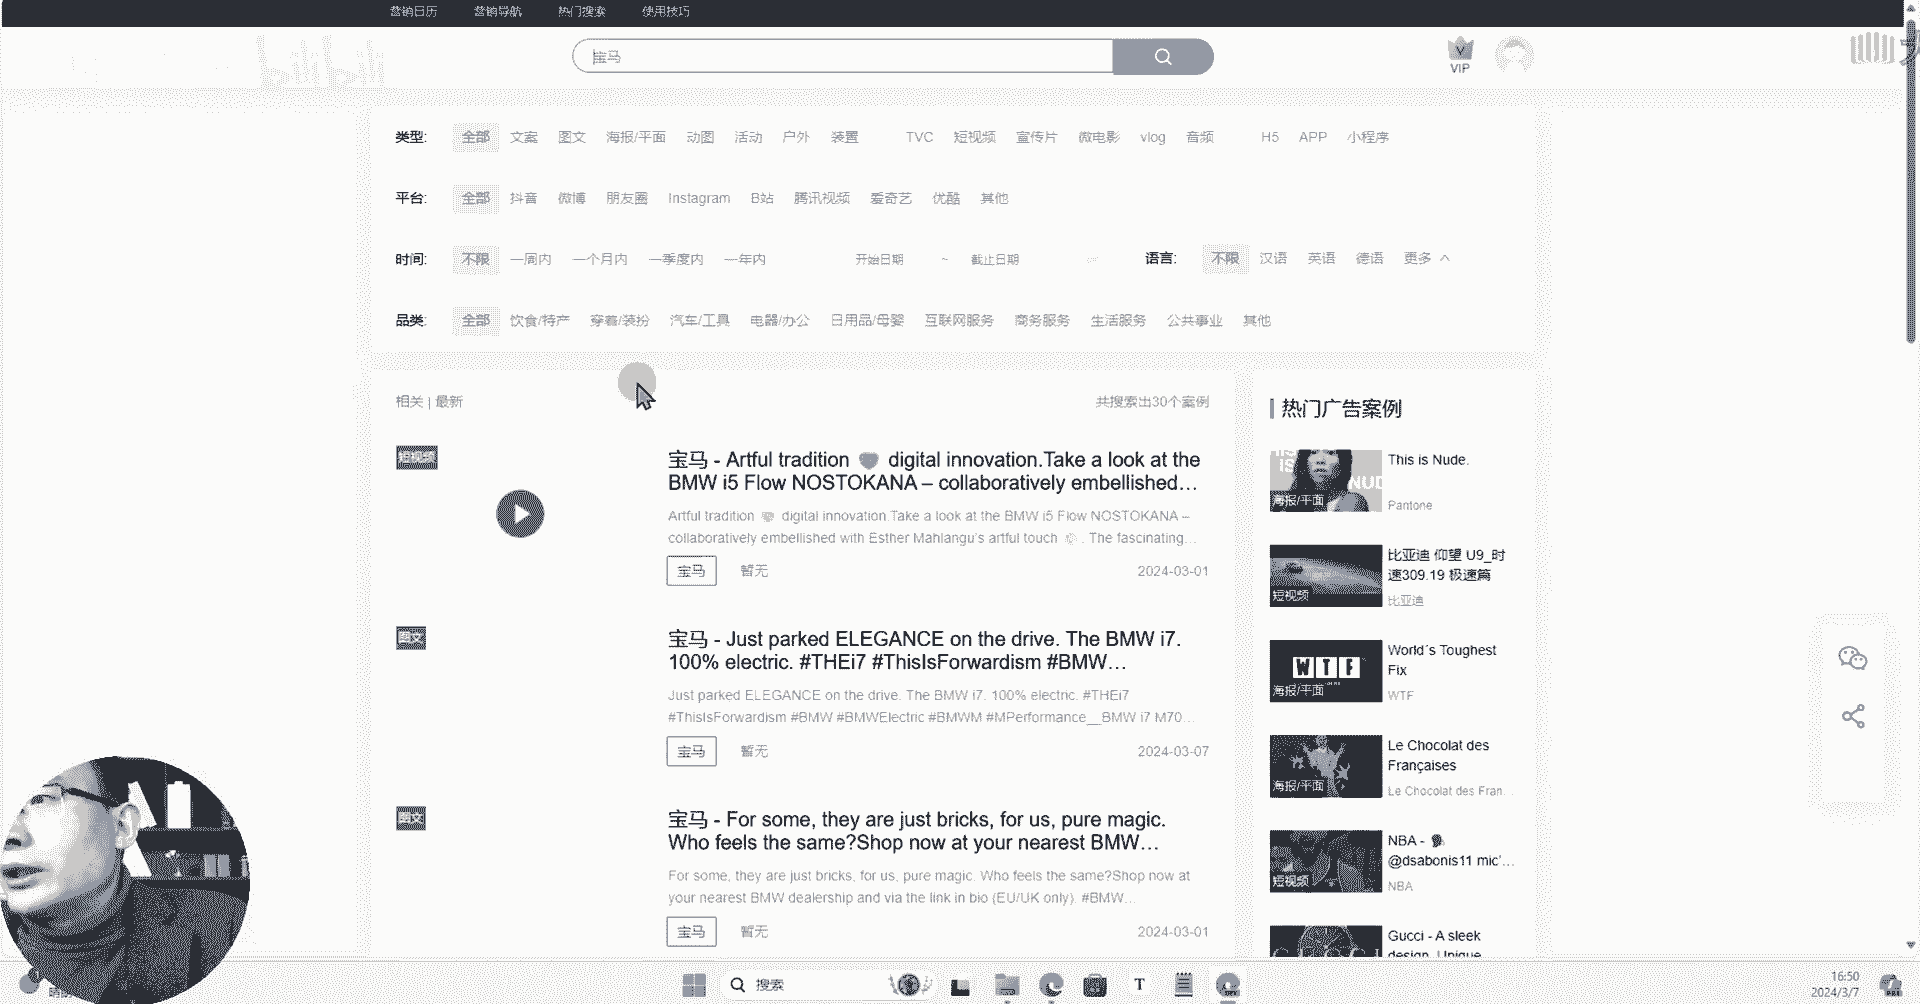 营销日历 营销导航 热门搜索 使用技巧
bilibili
宝马
VIP
类型: 全部 文案 图文 海报/平面 动图 活动 户外 装置 TVC 短视频 宣传片 微电影 vlog 音频 H5 APP 小程序
平台: 全部 抖音 微博 朋友圈 Instagram B站 腾讯视频 爱奇艺 优酷 其他
时间: 不限 一周内 一个月内 一季度内 一年内 开始日期 ~ 截止日期 语言: 不限 汉语 英语 德语 更多
品类: 全部 饮食/特产 穿着/装扮 汽车/工具 电器/办公 日用品/母婴 互联网服务 商务服务 生活服务 公共事业 其他
相关 | 最新 共搜索出30个案例
短视频
宝马 - Artful tradition 🤎 digital innovation.Take a look at the
BMW i5 Flow NOSTOKANA – collaboratively embellished…
Artful tradition digital innovation.Take a look at the BMW i5 Flow NOSTOKANA –
collaboratively embellished with Esther Mahlangu's artful touch . The fascinating…
宝马 暂无 2024-03-01
图文
宝马 - Just parked ELEGANCE on the drive. The BMW i7.
100% electric. #THEi7 #ThisIsForwardism #BMW…
Just parked ELEGANCE on the drive. The BMW i7. 100% electric. #THEi7
#ThisIsForwardism #BMW #BMWElectric #BMWM #MPerformance__BMW i7 M70…
宝马 暂无 2024-03-07
图文
宝马 - For some, they are just bricks, for us, pure magic.
Who feels the same?Shop now at your nearest BMW…
For some, they are just bricks, for us, pure magic. Who feels the same?Shop now at
your nearest BMW dealership and via the link in bio (EU/UK only). #BMW…
宝马 暂无 2024-03-01
热门广告案例
海报/平面
This is Nude.
Pantone
短视频
比亚迪 仰望 U9_时
速309.19 极速篇
比亚迪
WTF
海报/平面
World´s Toughest
Fix
WTF
海报/平面
Le Chocolat des
Françaises
Le Chocolat des Fran…
短视频
NBA - 🗣
@dsabonis11 mic'…
NBA
Gucci - A sleek
design. Unique
搜索
16:50
2024/3/7